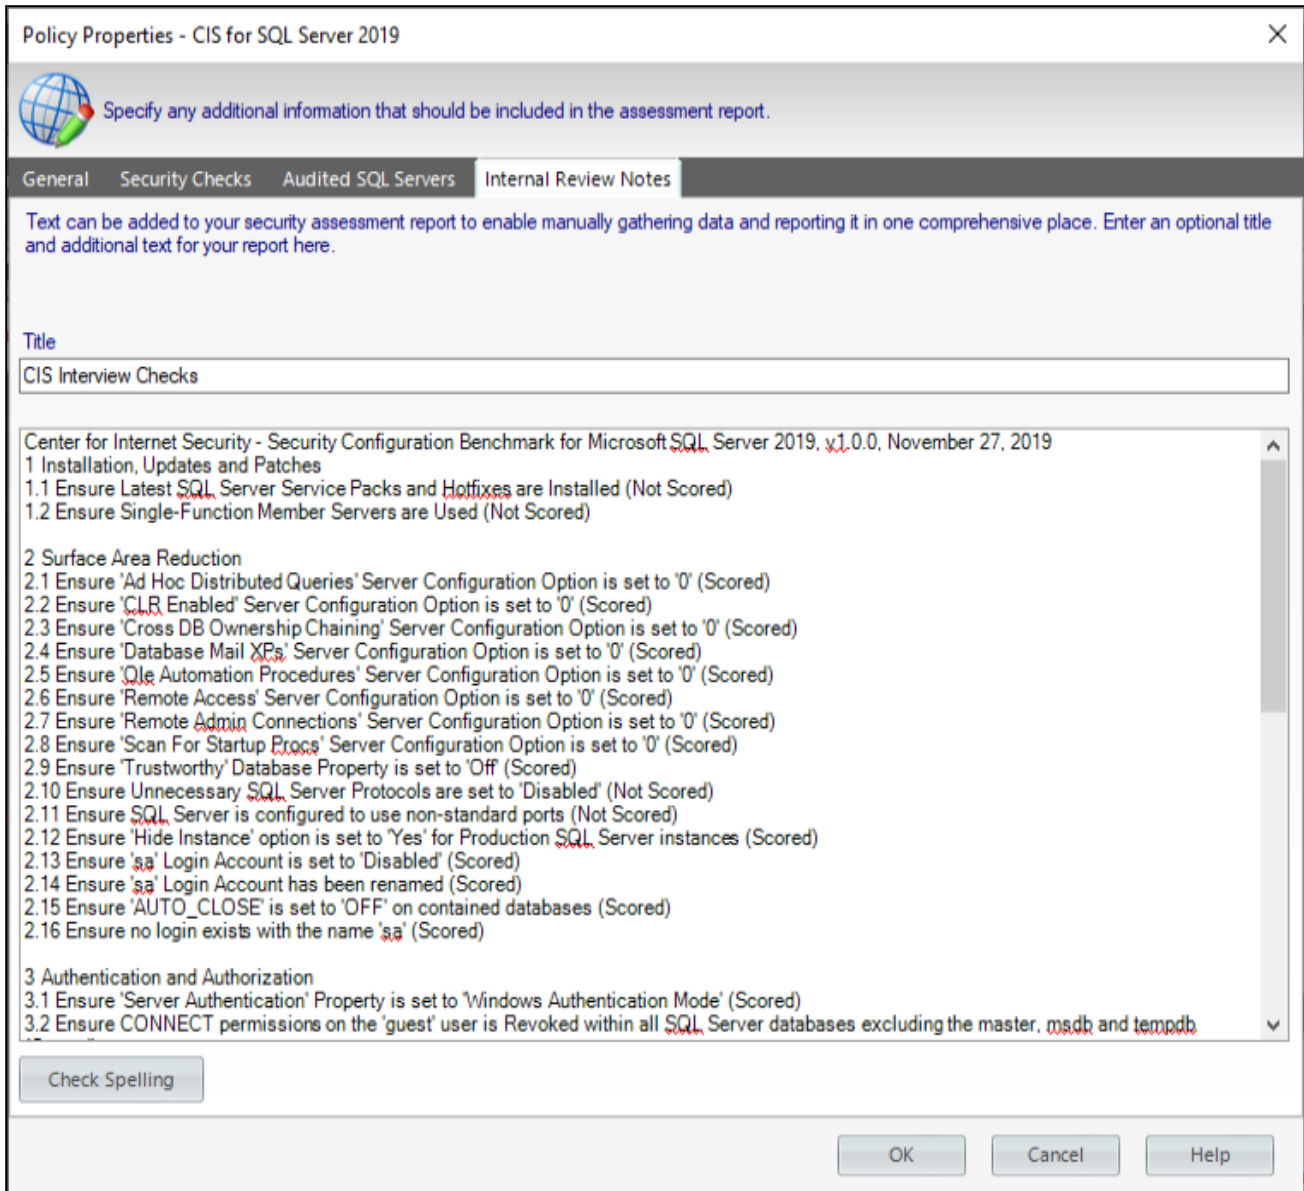 Policy Properties - CIS for SQL Server 2019
Specify any additional information that should be included in the assessment report.
General Security Checks Audited SQL Servers Internal Review Notes
Text can be added to your security assessment report to enable manually gathering data and reporting it in one comprehensive place. Enter an optional title
and additional text for your report here.
Title
CIS Interview Checks
Center for Internet Security - Security Configuration Benchmark for Microsoft SQL Server 2019, v1.0.0, November 27, 2019
1 Installation, Updates and Patches
1.1 Ensure Latest SQL Server Service Packs and Hotfixes are Installed (Not Scored)
1.2 Ensure Single-Function Member Servers are Used (Not Scored)
2 Surface Area Reduction
2.1 Ensure 'Ad Hoc Distributed Queries' Server Configuration Option is set to '0' (Scored)
2.2 Ensure 'CLR Enabled' Server Configuration Option is set to '0' (Scored)
2.3 Ensure 'Cross DB Ownership Chaining' Server Configuration Option is set to '0' (Scored)
2.4 Ensure 'Database Mail XPs' Server Configuration Option is set to '0' (Scored)
2.5 Ensure 'Ole Automation Procedures' Server Configuration Option is set to '0' (Scored)
2.6 Ensure 'Remote Access' Server Configuration Option is set to '0' (Scored)
2.7 Ensure 'Remote Admin Connections' Server Configuration Option is set to '0' (Scored)
2.8 Ensure 'Scan For Startup Procs' Server Configuration Option is set to '0' (Scored)
2.9 Ensure 'Trustworthy' Database Property is set to 'Off' (Scored)
2.10 Ensure Unnecessary SQL Server Protocols are set to 'Disabled' (Not Scored)
2.11 Ensure SQL Server is configured to use non-standard ports (Not Scored)
2.12 Ensure 'Hide Instance' option is set to 'Yes' for Production SQL Server instances (Scored)
2.13 Ensure 'sa' Login Account is set to 'Disabled' (Scored)
2.14 Ensure 'sa' Login Account has been renamed (Scored)
2.15 Ensure 'AUTO_CLOSE' is set to 'OFF' on contained databases (Scored)
2.16 Ensure no login exists with the name 'sa' (Scored)
3 Authentication and Authorization
3.1 Ensure 'Server Authentication' Property is set to 'Windows Authentication Mode' (Scored)
3.2 Ensure CONNECT permissions on the 'guest' user is Revoked within all SQL Server databases excluding the master, msdb and tempdb
Check Spelling
OK Cancel Help